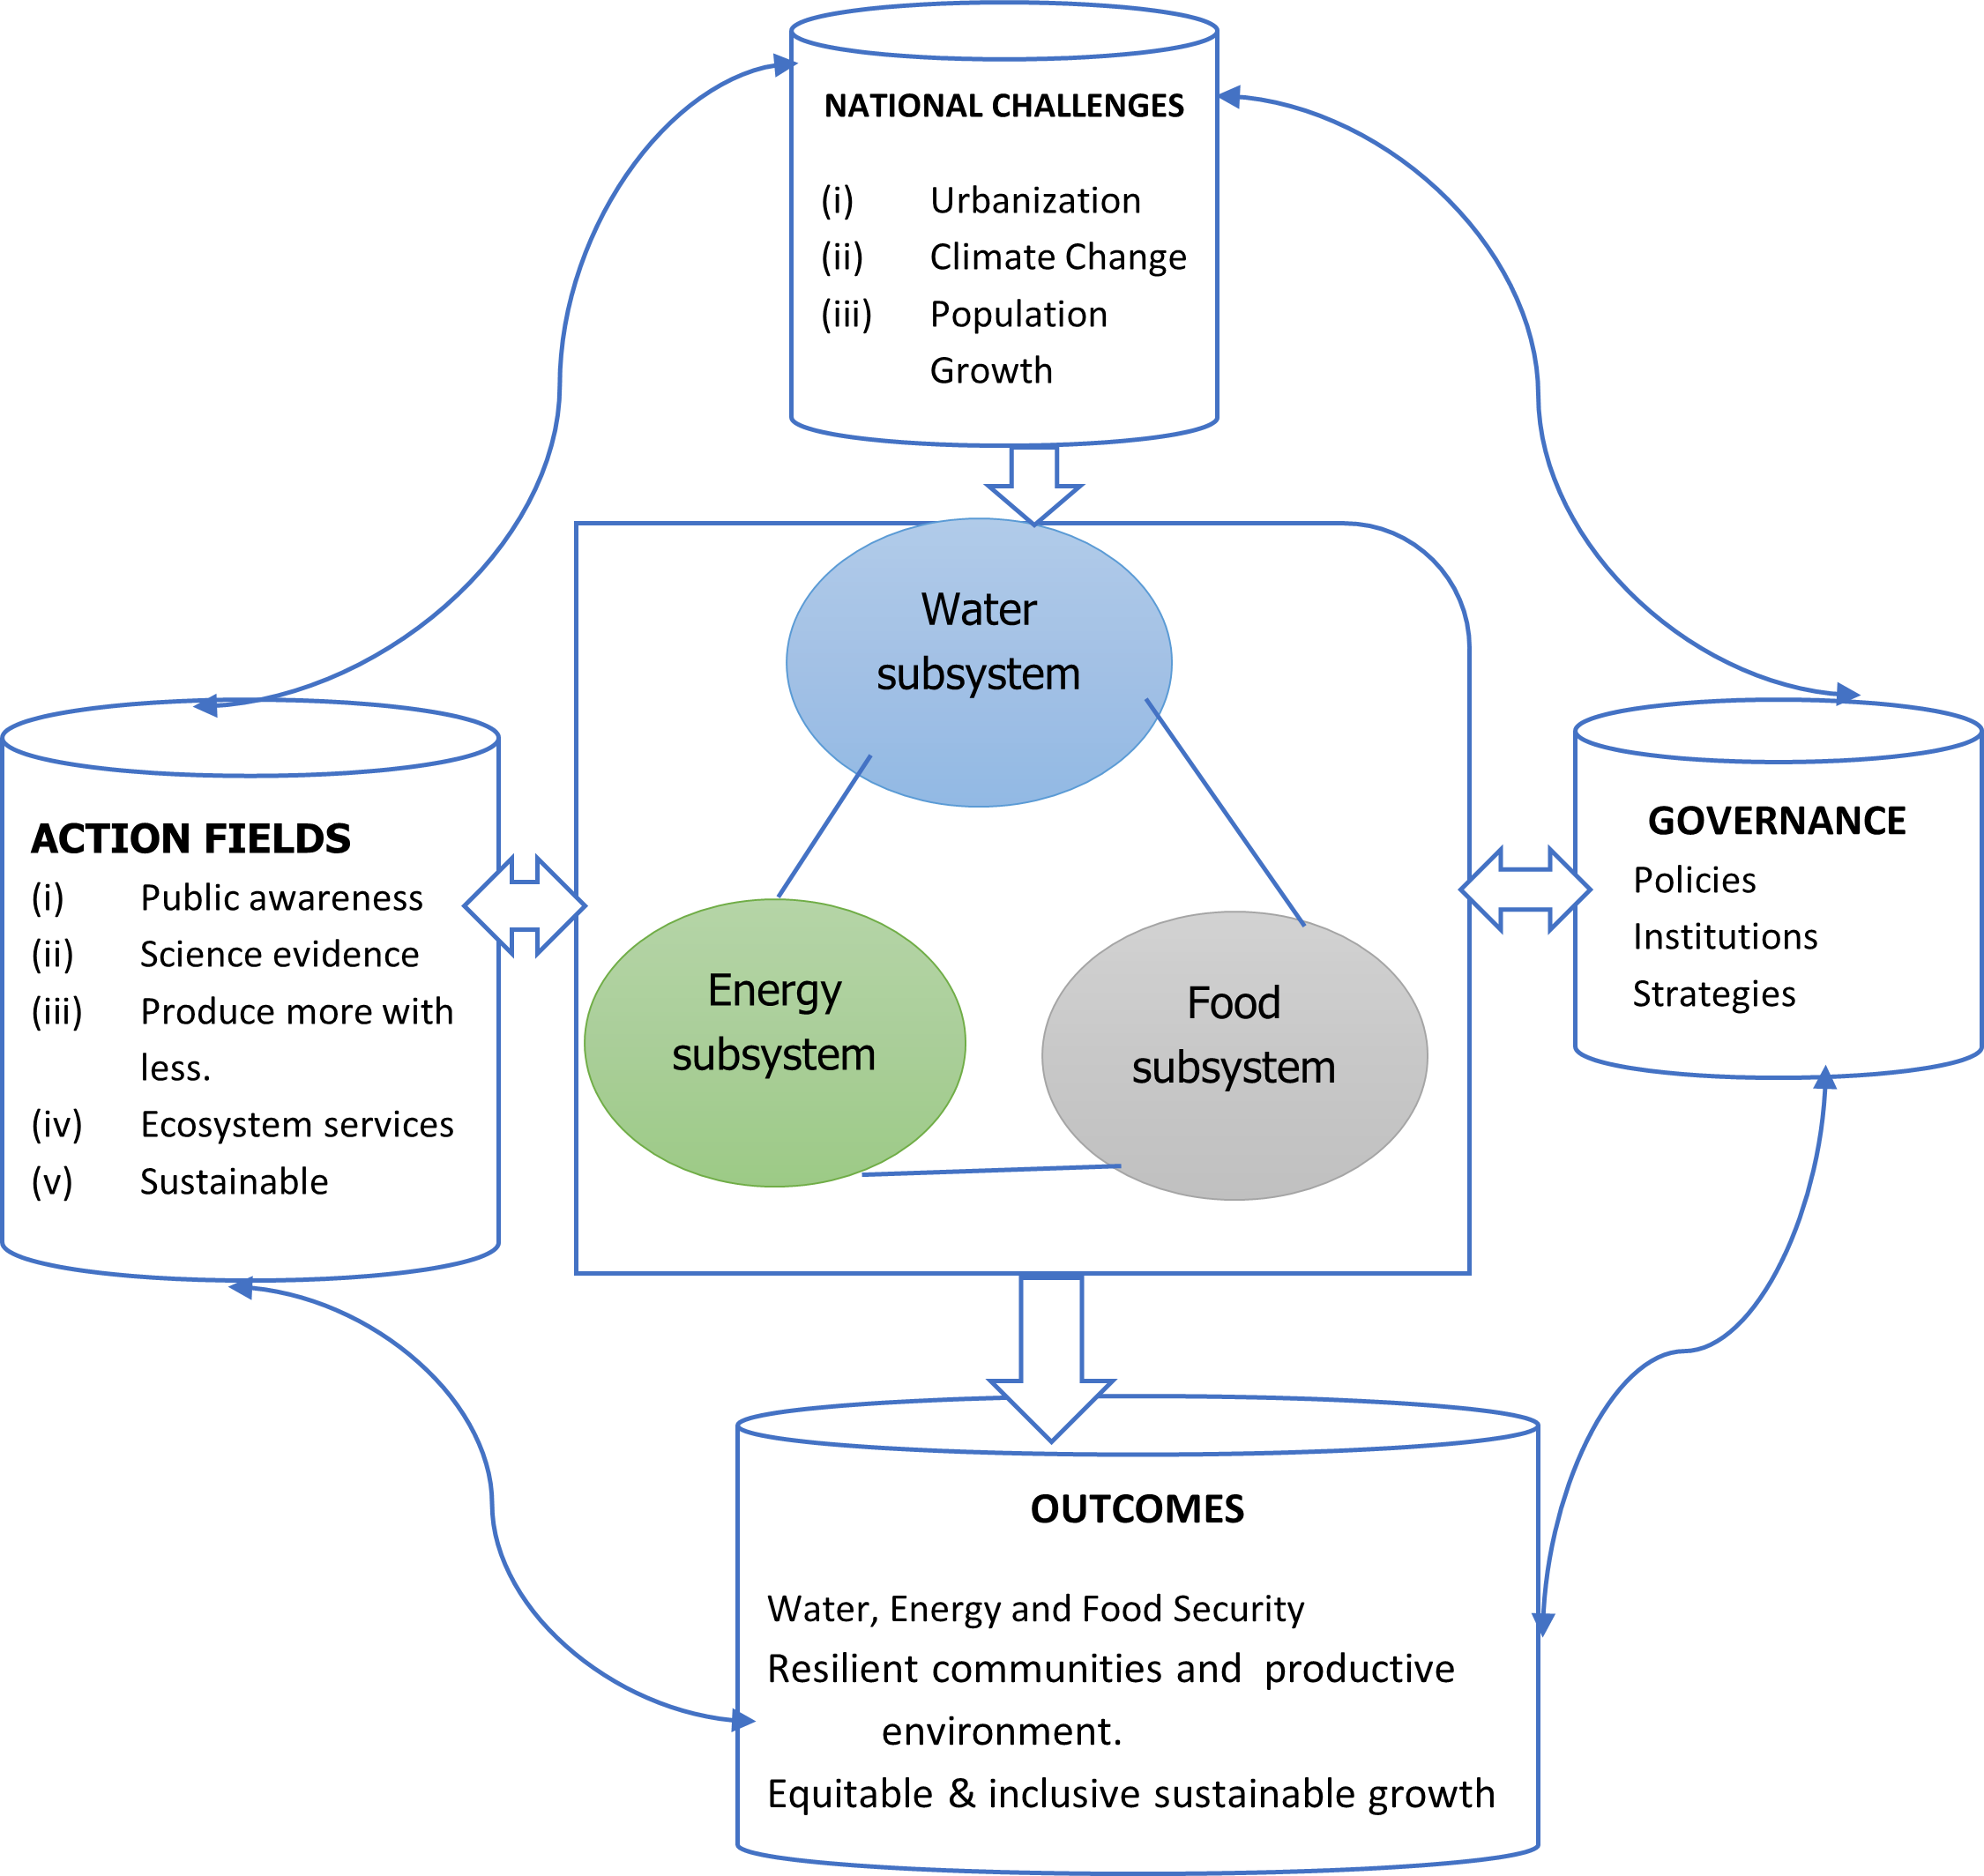 NATIONAL CHALLENGES
(i) Urbanization
(ii) Climate Change
(iii) Population
Growth
Water
subsystem
ACTION FIELDS
(i) Public awareness
(ii) Science evidence
(iii) Produce more with
less.
(iv) Ecosystem services
(v) Sustainable
Energy
subsystem
Food
subsystem
GOVERNANCE
Policies
Institutions
Strategies
OUTCOMES
Water, Energy and Food Security
Resilient communities and productive
environment.
Equitable & inclusive sustainable growth